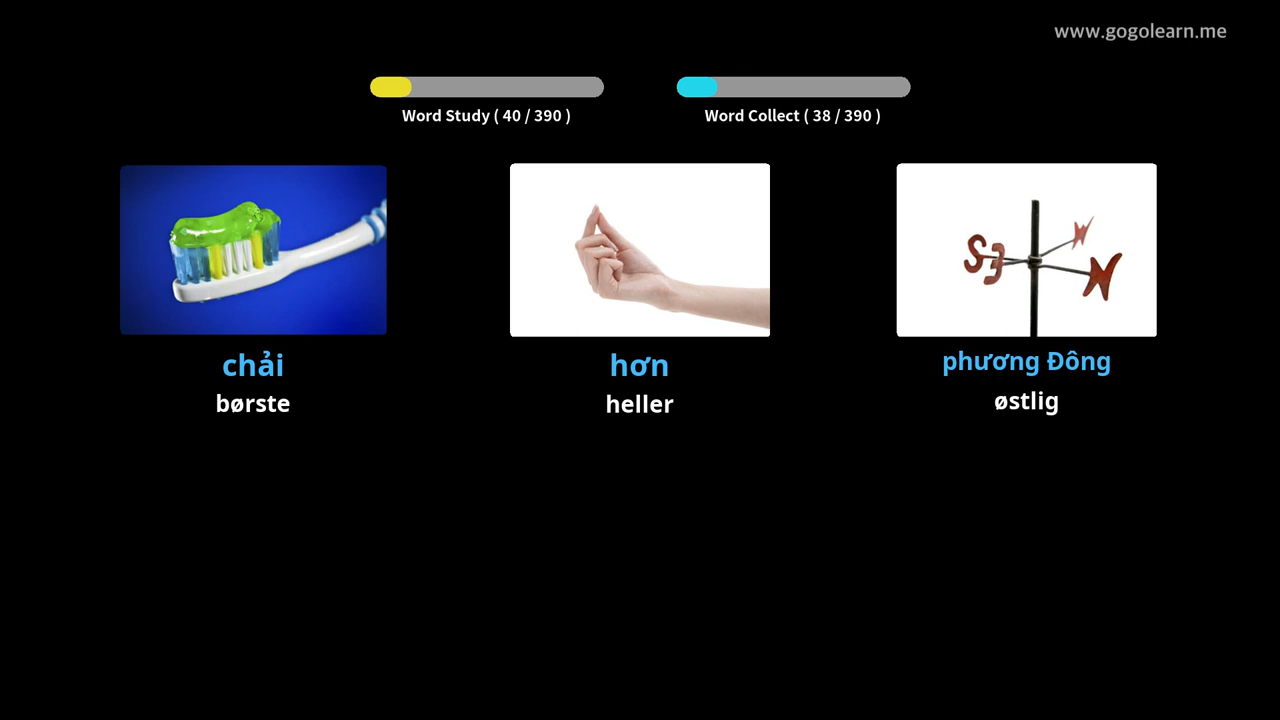 www.gogolearn.me
Word Study ( 40 / 390 )
Word Collect ( 38 / 390 )
S E N W
chải
hơn
phương Đông
børste
heller
østlig